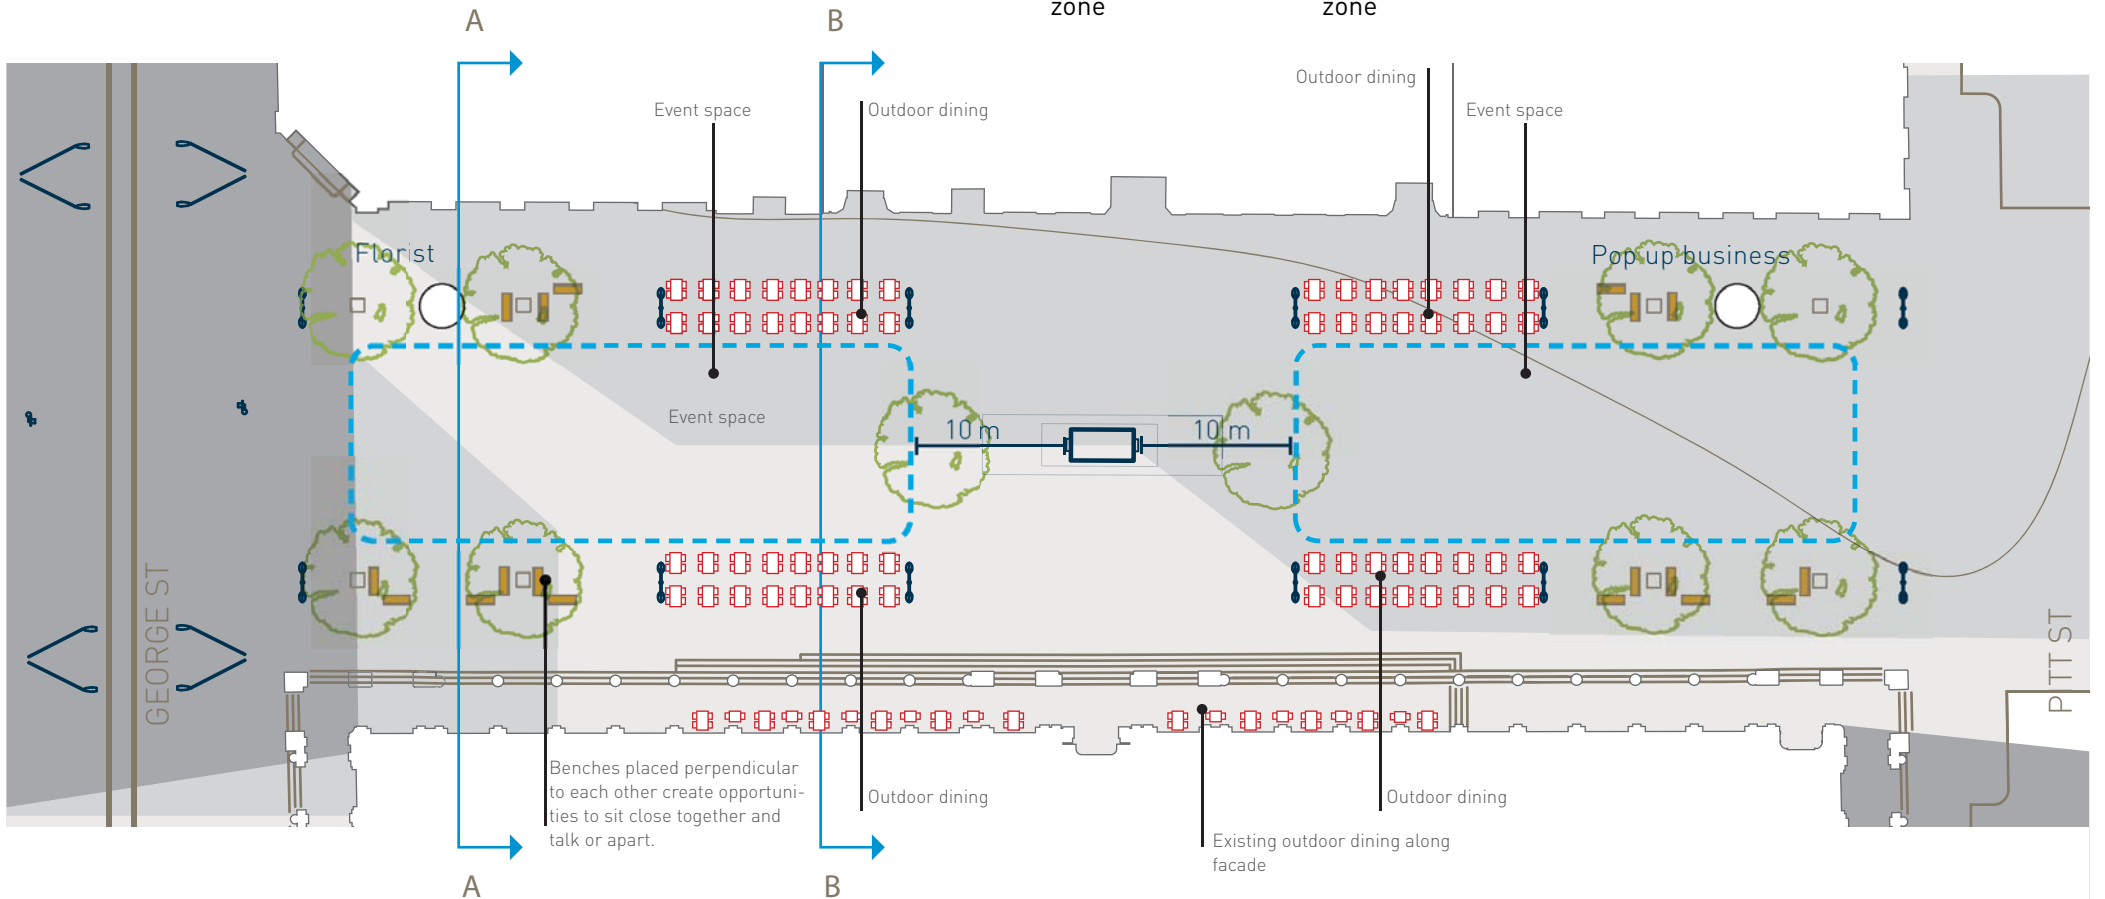 zone
zone
A
B
Outdoor dining
Event space
Outdoor dining
Event space
Florist
Pop up business
Event space
10 m
10 m
GEORGE ST
PITT ST
Benches placed perpendicular
to each other create opportuni-
ties to sit close together and
talk or apart.
Outdoor dining
Outdoor dining
Existing outdoor dining along
facade
A
B